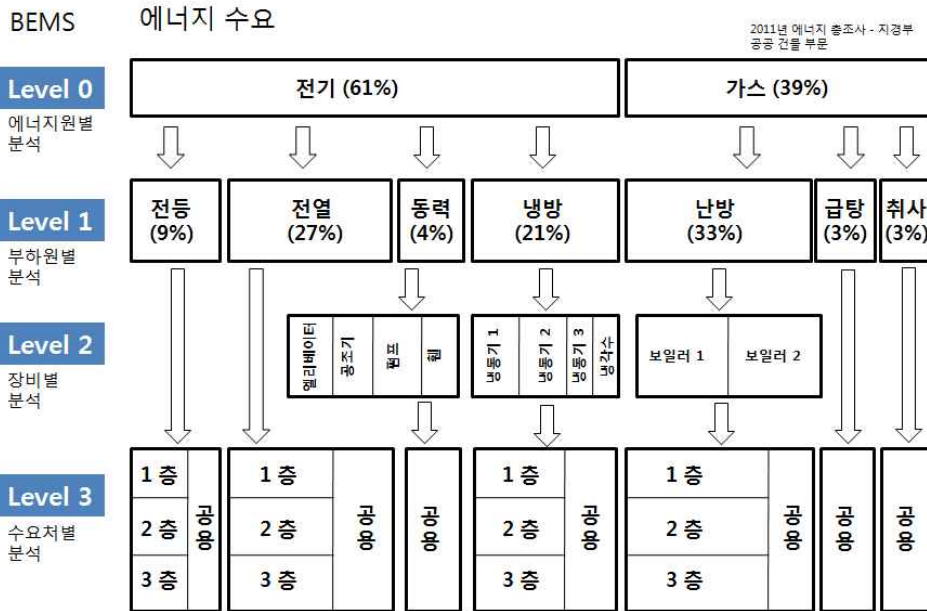 BEMS
에너지 수요
2011년 에너지 총조사 - 지경부
공공 건물 부문
Level 0
에너지원별
분석
전기 (61%)
가스 (39%)
Level 1
부하원별
분석
전등
(9%)
전열
(27%)
동력
(4%)
냉방
(21%)
난방
(33%)
급탕
(3%)
취사
(3%)
Level 2
장비별
분석
엘리베이터
공조기
펌프
휀
냉동기 1
냉동기 2
냉동기 3
냉각수
보일러 1
보일러 2
Level 3
수요처별
분석
1 층
2 층
3 층
공용
1 층
2 층
3 층
공용
공용
1 층
2 층
3 층
공용
1 층
2 층
3 층
공용
공용
공용